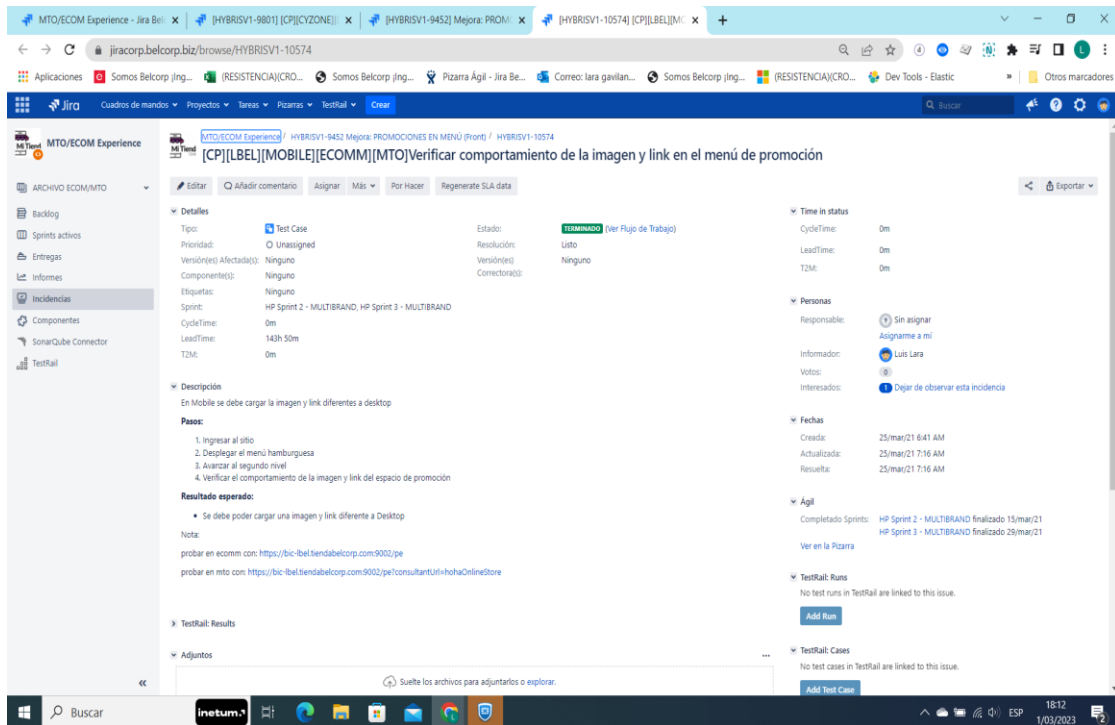 MTO/ECOM Experience - Jira Bel
[HYBRISV1-9801] [CP][CYZONE][
[HYBRISV1-9452] Mejora: PROM
[HYBRISV1-10574] [CP][LBEL][MO
jiracorp.belcorp.biz/browse/HYBRISV1-10574
Aplicaciones
Somos Belcorp ¡Ing...
(RESISTENCIA)(CRO...
Somos Belcorp ¡Ing...
Pizarra Ágil - Jira Be...
Correo: lara gavilan...
Somos Belcorp ¡Ing...
(RESISTENCIA)(CRO...
Dev Tools - Elastic
»
Otros marcadores
Jira
Cuadros de mandos Proyectos Tareas Pizarras TestRail Crear
Buscar
Mi Tiend
MTO/ECOM Experience
ARCHIVO ECOM/MTO
Backlog
Sprints activos
Entregas
Informes
Incidencias
Componentes
SonarQube Connector
TestRail
Mi Tiend
MTO/ECOM Experience / HYBRISV1-9452 Mejora: PROMOCIONES EN MENÚ (Front) / HYBRISV1-10574
[CP][LBEL][MOBILE][ECOMM][MTO]Verificar comportamiento de la imagen y link en el menú de promoción
Editar Añadir comentario Asignar Más Por Hacer Regenerate SLA data
Exportar
Detalles
Tipo: Test Case
Estado: TERMINADO (Ver Flujo de Trabajo)
Prioridad: Unassigned
Resolución: Listo
Versión(es) Afectada(s): Ninguno
Versión(es) Correctora(s): Ninguno
Componente(s): Ninguno
Etiquetas: Ninguno
Sprint: HP Sprint 2 - MULTIBRAND, HP Sprint 3 - MULTIBRAND
CydeTime: 0m
LeadTime: 143h 50m
T2M: 0m
Descripción
En Mobile se debe cargar la imagen y link diferentes a desktop
Pasos:
1. Ingresar al sitio
2. Desplegar el menú hamburguesa
3. Avanzar al segundo nivel
4. Verificar el comportamiento de la imagen y link del espacio de promoción
Resultado esperado:
• Se debe poder cargar una imagen y link diferente a Desktop
Nota:
probar en ecomm con: https://bic-lbel.tiendabelcorp.com:9002/pe
probar en mto con: https://bic-lbel.tiendabelcorp.com:9002/pe?consultantUrl=hohaOnlineStore
TestRail: Results
Adjuntos
Suelte los archivos para adjuntarlos o explorar.
Time in status
CydeTime: 0m
LeadTime: 0m
T2M: 0m
Personas
Responsable: Sin asignar
Asignarme a mí
Informador: Luis Lara
Votos: 0
Interesados: 1 Dejar de observar esta incidencia
Fechas
Creada: 25/mar/21 6:41 AM
Actualizada: 25/mar/21 7:16 AM
Resuelta: 25/mar/21 7:16 AM
Ágil
Completado Sprints: HP Sprint 2 - MULTIBRAND finalizado 15/mar/21
HP Sprint 3 - MULTIBRAND finalizado 29/mar/21
Ver en la Pizarra
TestRail: Runs
No test runs in TestRail are linked to this issue.
Add Run
TestRail: Cases
No test cases in TestRail are linked to this issue.
Add Test Case
Buscar
inetum.
ESP
18:12
1/03/2023